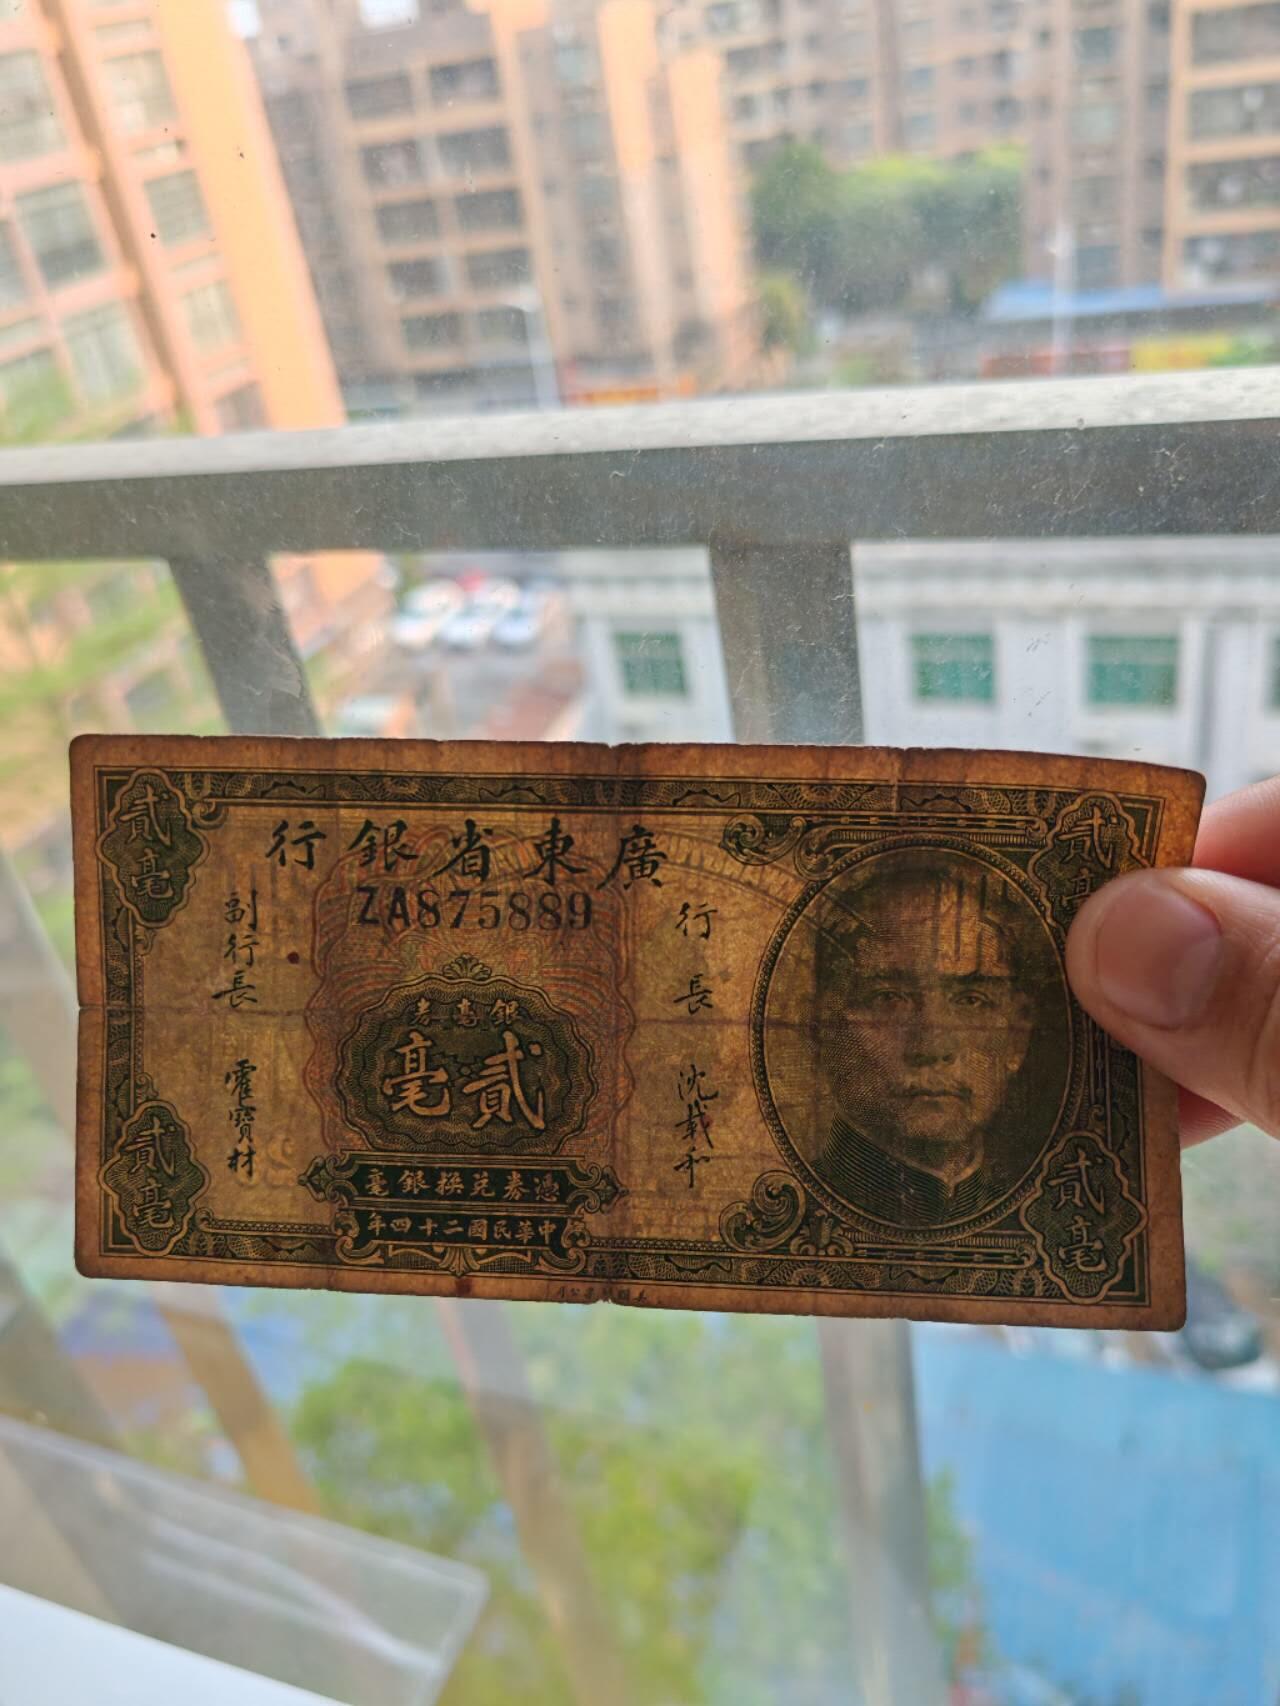 廣東省銀行
ZA875889
貳毫
貳毫
行長
沈載和
副行長
霍寶材
銀毫券
貳毫
憑券兌換銀毫
中華民國二十四年
貳毫
貳毫